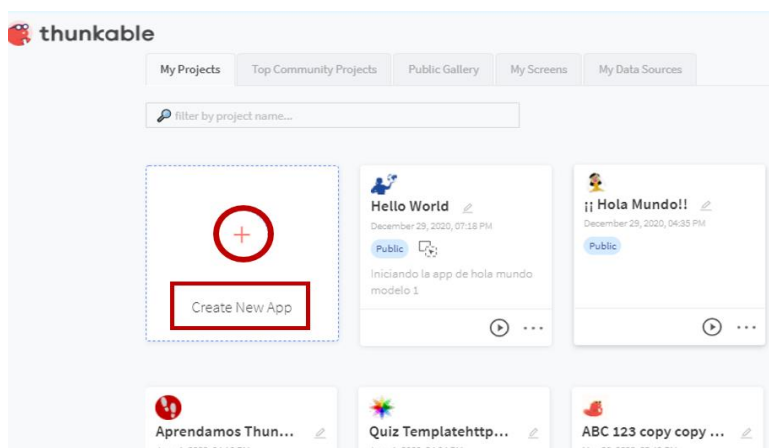 thunkable
My Projects
Top Community Projects
Public Gallery
My Screens
My Data Sources
filter by project name...
Create New App
Hello World
December 29, 2020, 07:18 PM
Public
Iniciando la app de hola mundo
modelo 1
¡¡ Hola Mundo!!
December 29, 2020, 04:35 PM
Public
Aprendamos Thun...
Quiz Templatehttp...
ABC 123 copy copy ...